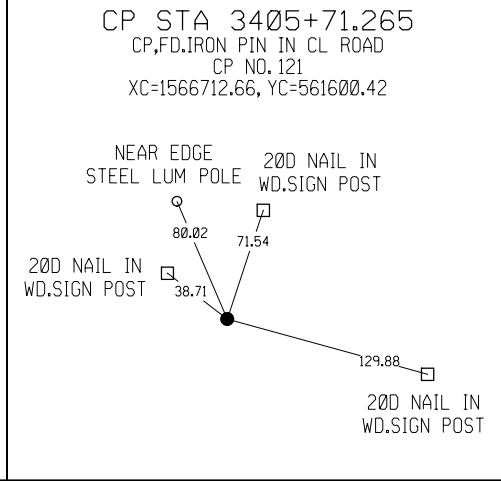 CP STA 3405+71.265
CP,FD.IRON PIN IN CL ROAD
CP NO. 121
XC=1566712.66, YC=561600.42
NEAR EDGE
STEEL LUM POLE
20D NAIL IN
WD.SIGN POST
80.02
71.54
20D NAIL IN
WD.SIGN POST
38.71
129.88
20D NAIL IN
WD.SIGN POST